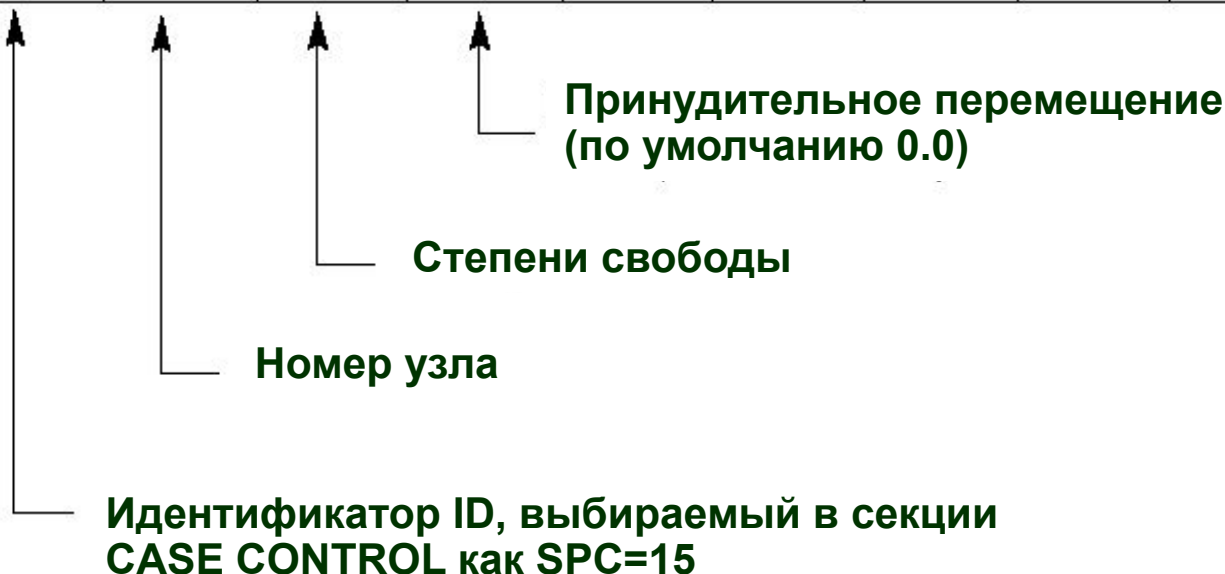 Принудительное перемещение
(по умолчанию 0.0)
Степени свободы
Номер узла
Идентификатор ID, выбираемый в секции
CASE CONTROL как SPC=15